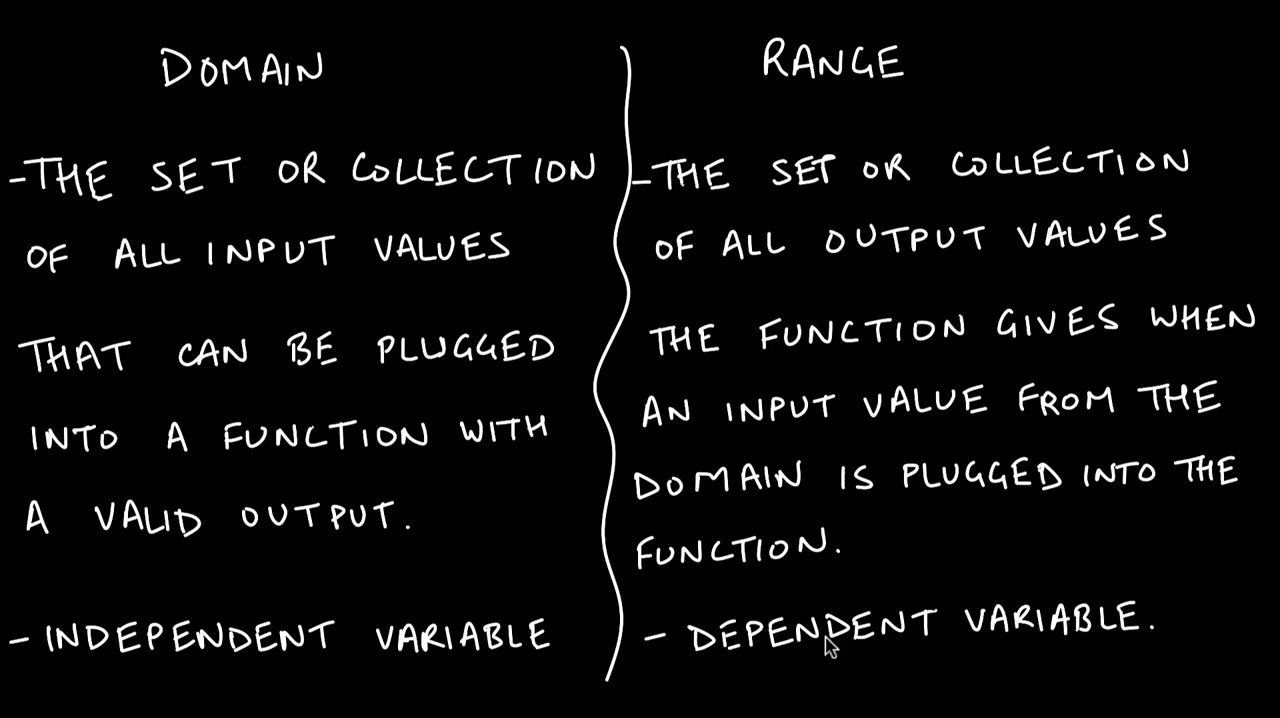 DOMAIN
-THE SET OR COLLECTION
OF ALL INPUT VALUES
THAT CAN BE PLUGGED
INTO A FUNCTION WITH
A VALID OUTPUT.
- INDEPENDENT VARIABLE
RANGE
-THE SET OR COLLECTION
OF ALL OUTPUT VALUES
THE FUNCTION GIVES WHEN
AN INPUT VALUE FROM THE
DOMAIN IS PLUGGED INTO THE
FUNCTION.
- DEPENDENT VARIABLE.